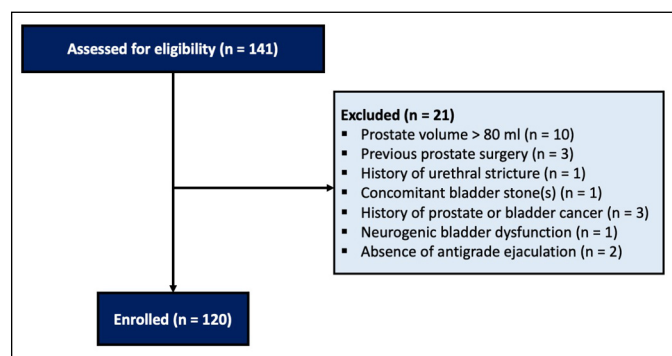 Assessed for eligibility (n = 141)
Excluded (n = 21)
▪ Prostate volume > 80 ml (n = 10)
▪ Previous prostate surgery (n = 3)
▪ History of urethral stricture (n = 1)
▪ Concomitant bladder stone(s) (n = 1)
▪ History of prostate or bladder cancer (n = 3)
▪ Neurogenic bladder dysfunction (n = 1)
▪ Absence of antigrade ejaculation (n = 2)
Enrolled (n = 120)